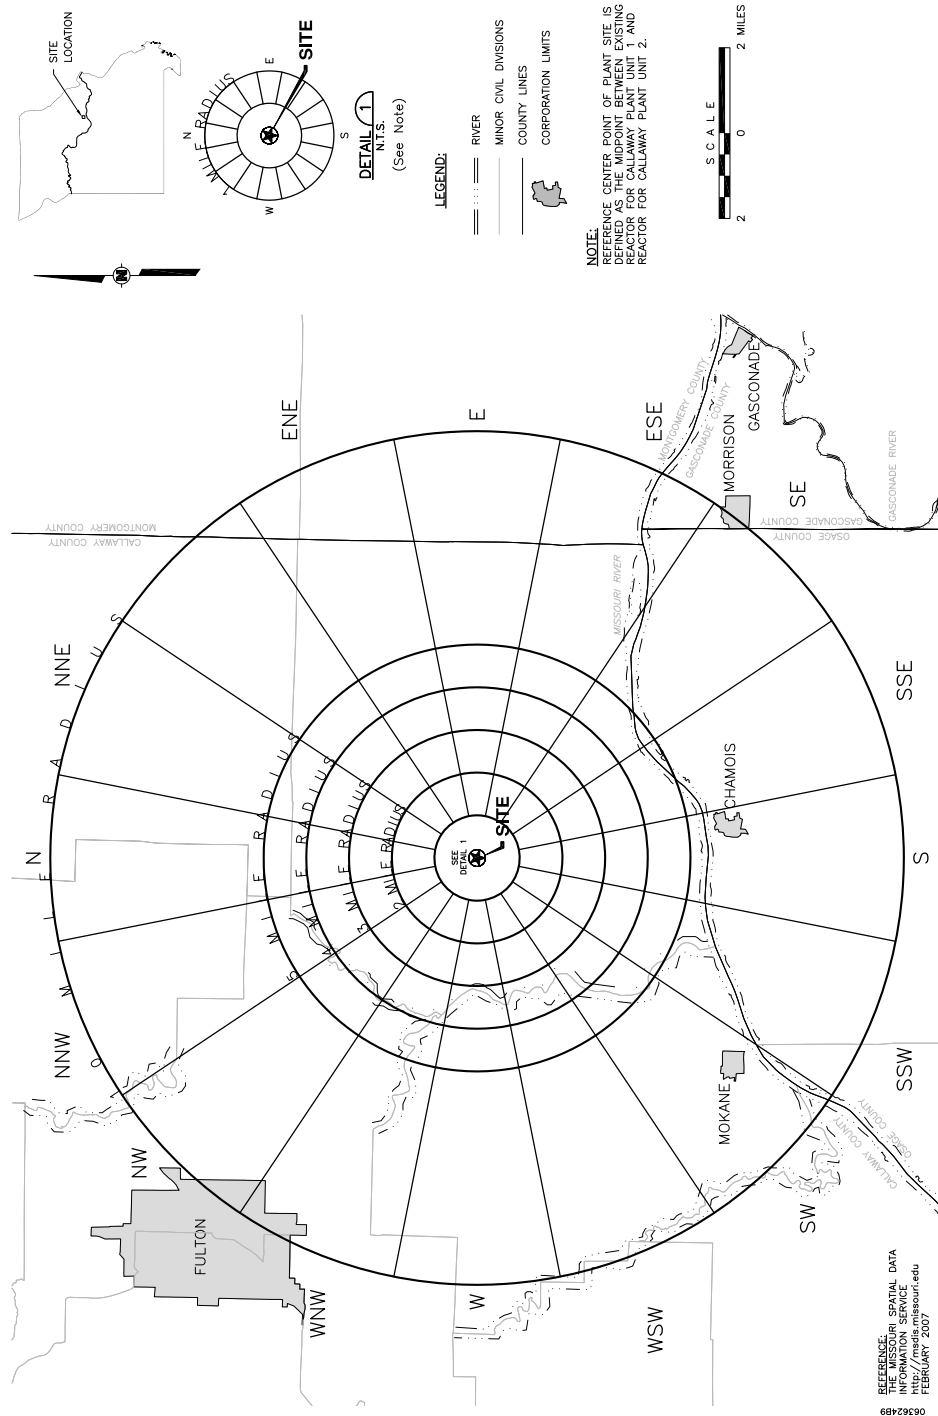 SITE
LOCATION
1 MILE RADIUS
N
E
S
W
SITE
DETAIL 1
N.T.S.
(See Note)
LEGEND:
RIVER
MINOR CIVIL DIVISIONS
COUNTY LINES
CORPORATION LIMITS
NOTE:
REFERENCE CENTER POINT OF PLANT SITE IS
DEFINED AS THE MIDPOINT BETWEEN EXISTING
REACTOR FOR CALLAWAY PLANT UNIT 1 AND
REACTOR FOR CALLAWAY PLANT UNIT 2.
SCALE
2 0 2 MILES
N
N
NNE
ENE
E
ESE
SE
SSE
S
SSW
SW
WSW
W
WNW
NW
NNW
10 MILE RADIUS
5 MILE RADIUS
4 MILE RADIUS
3 MILE RADIUS
2 MILE RADIUS
SEE
DETAIL 1
SITE
MONTGOMERY COUNTY
CALLAWAY COUNTY
MONTGOMERY COUNTY
GASCONADE COUNTY
GASCONADE COUNTY
OSAGE COUNTY
MISSOURI RIVER
GASCONADE RIVER
GASCONADE
MORRISON
CHAMOIS
MOKANE
FULTON
CALLAWAY COUNTY
OSAGE COUNTY
REFERENCE:
THE MISSOURI SPATIAL DATA
INFORMATION SERVICE
http://msdis.missouri.edu
FEBRUARY 2007
063624B9